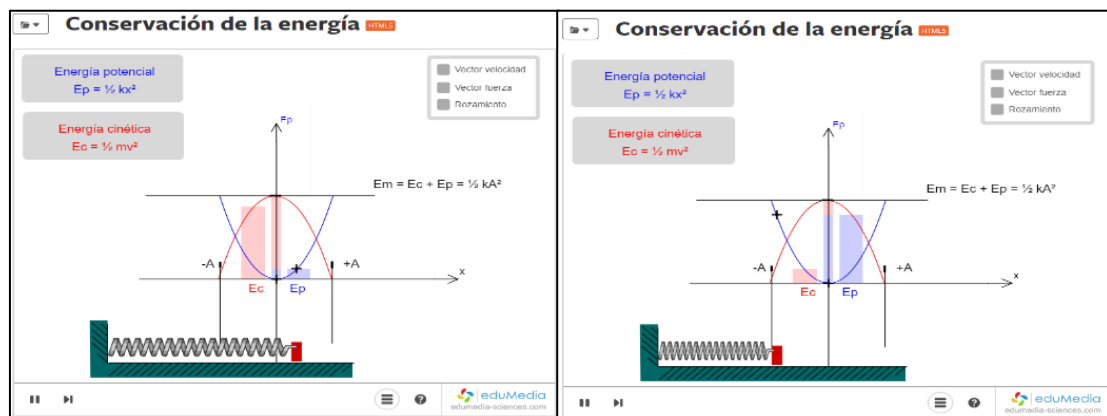 Conservación de la energía HTML5
Energía potencial
Ep = ½ kx²
Energía cinética
Ec = ½ mv²
Vector velocidad
Vector fuerza
Rozamiento
Ep
Em = Ec + Ep = ½ kA²
-A
+A
x
Ec
Ep
eduMedia
edumedia-sciences.com
Conservación de la energía HTML5
Energía potencial
Ep = ½ kx²
Energía cinética
Ec = ½ mv²
Vector velocidad
Vector fuerza
Rozamiento
Ep
Em = Ec + Ep = ½ kA²
-A
+A
x
Ec
Ep
eduMedia
edumedia-sciences.com